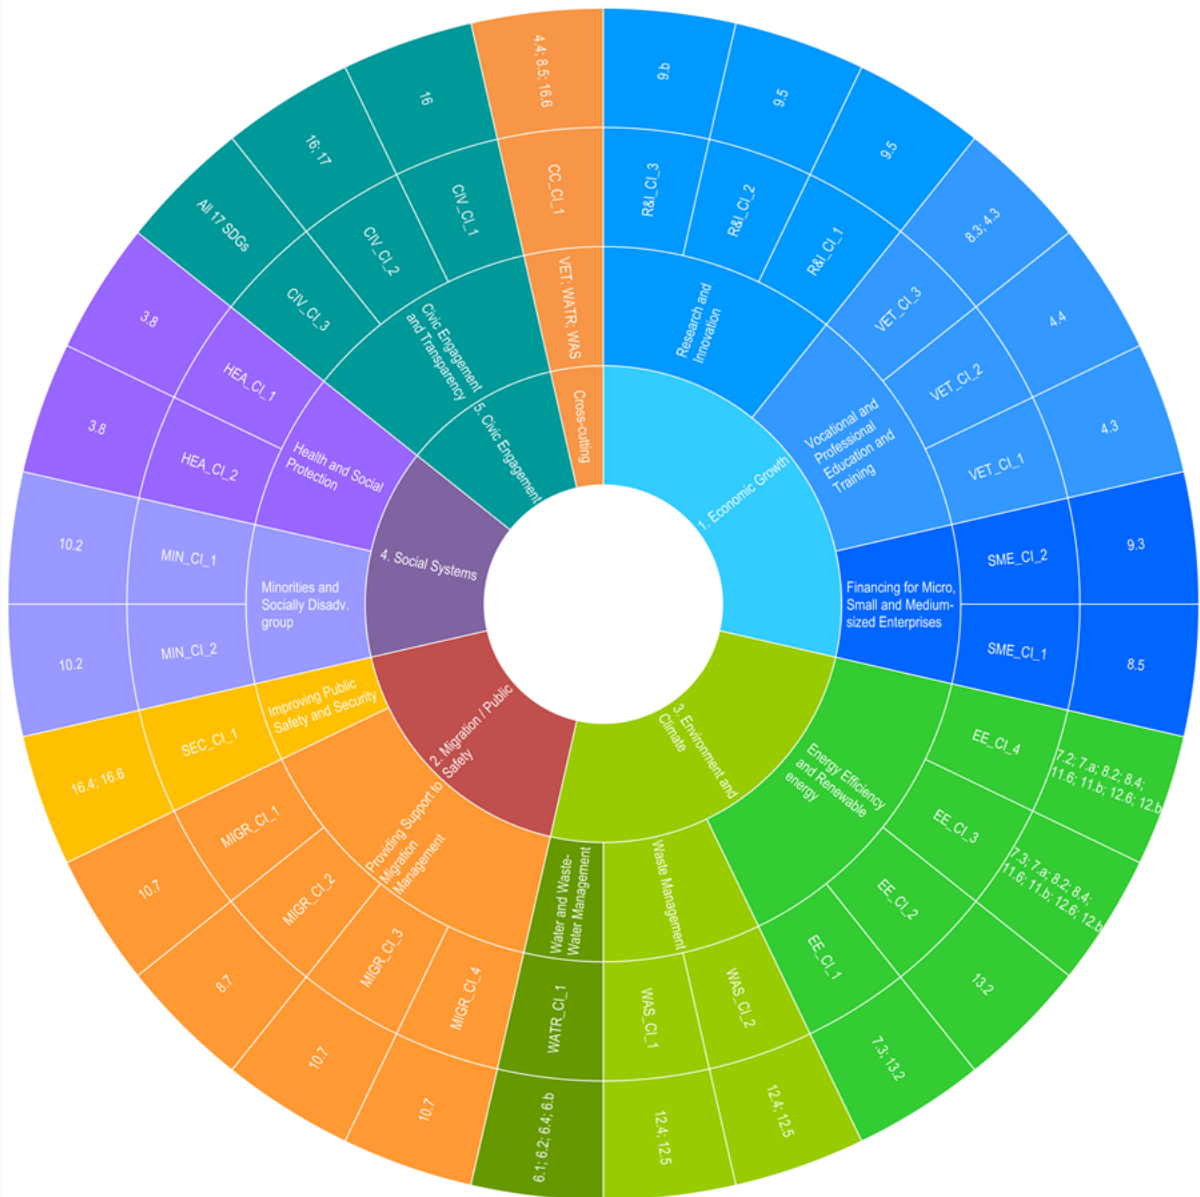 9.b
9.5
9.5
8.3; 4.3
4.4
4.3
9.3
8.5
7.2; 7.a; 8.2; 8.4;
11.6; 11.b; 12.6; 12.b
7.3; 7.a; 8.2; 8.4;
11.6; 11.b; 12.6; 12.b
13.2
7.3; 13.2
12.4; 12.5
12.4; 12.5
6.1; 6.2; 6.4; 6.b
10.7
10.7
8.7
10.7
16.4; 16.6
10.2
10.2
3.8
3.8
All 17 SDGs
16; 17
16
4.4; 8.5; 16.6
R&I_CI_3
R&I_CI_2
R&I_CI_1
VET_CI_3
VET_CI_2
VET_CI_1
SME_CI_2
SME_CI_1
EE_CI_4
EE_CI_3
EE_CI_2
EE_CI_1
WAS_CI_2
WAS_CI_1
WATR_CI_1
MIGR_CI_4
MIGR_CI_3
MIGR_CI_2
MIGR_CI_1
SEC_CI_1
MIN_CI_2
MIN_CI_1
HEA_CI_2
HEA_CI_1
CIV_CI_3
CIV_CI_2
CIV_CI_1
CC_CI_1
Research and
Innovation
Vocational and
Professional
Education and
Training
Financing for Micro,
Small and Medium-
sized Enterprises
Energy Efficiency
and Renewable
energy
Waste Management
Water and Waste-
Water Management
Providing Support to
Migration
Management
Improving Public
Safety and Security
Minorities and
Socially Disadv.
group
Health and Social
Protection
Civic Engagement
and Transparency
VET; WATR; WAS
1. Economic Growth
3. Environment and
Climate
2. Migration / Public
Safety
4. Social Systems
5. Civic Engagement
Cross-cutting